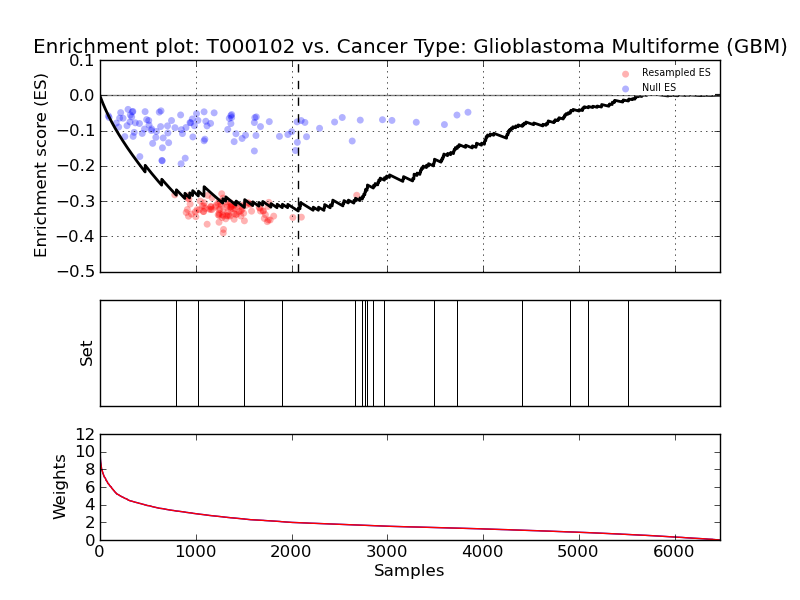 Enrichment plot: T000102 vs. Cancer Type: Glioblastoma Multiforme (GBM)
0.1
0.0
−0.1
−0.2
−0.3
−0.4
−0.5
Enrichment score (ES)
Resampled ES
Null ES
Set
12
10
8
6
4
2
0
Weights
0 1000 2000 3000 4000 5000 6000
Samples